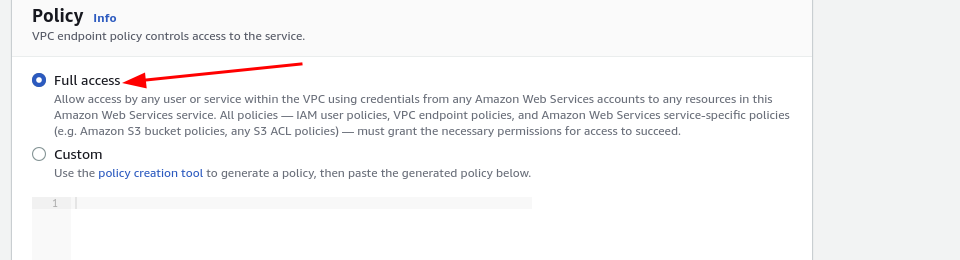 Policy Info
VPC endpoint policy controls access to the service.
Full access
Allow access by any user or service within the VPC using credentials from any Amazon Web Services accounts to any resources in this
Amazon Web Services service. All policies — IAM user policies, VPC endpoint policies, and Amazon Web Services service-specific policies
(e.g. Amazon S3 bucket policies, any S3 ACL policies) — must grant the necessary permissions for access to succeed.
Custom
Use the policy creation tool to generate a policy, then paste the generated policy below.
1